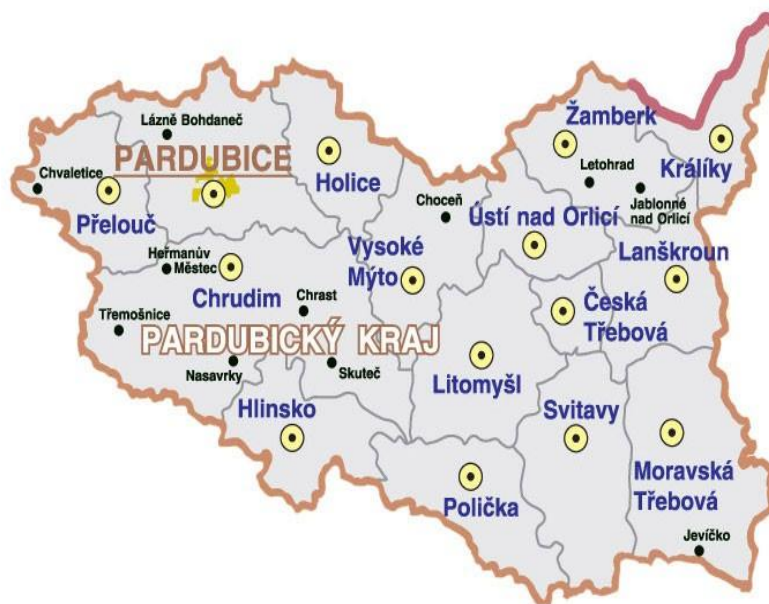 Žamberk
Lázně Bohdaneč
PARDUBICE
Holice
Letohrad
Králíky
Chvaletice
Přelouč
Choceň
Ústí nad Orlicí
Jablonné
nad Orlicí
Heřmanův
Městec
Chrudim
Vysoké
Mýto
Lanškroun
Chrast
Česká
Třebová
Třemošnice
PARDUBICKÝ KRAJ
Nasavrky
Skuteč
Litomyšl
Hlinsko
Svitavy
Moravská
Třebová
Polička
Jevíčko